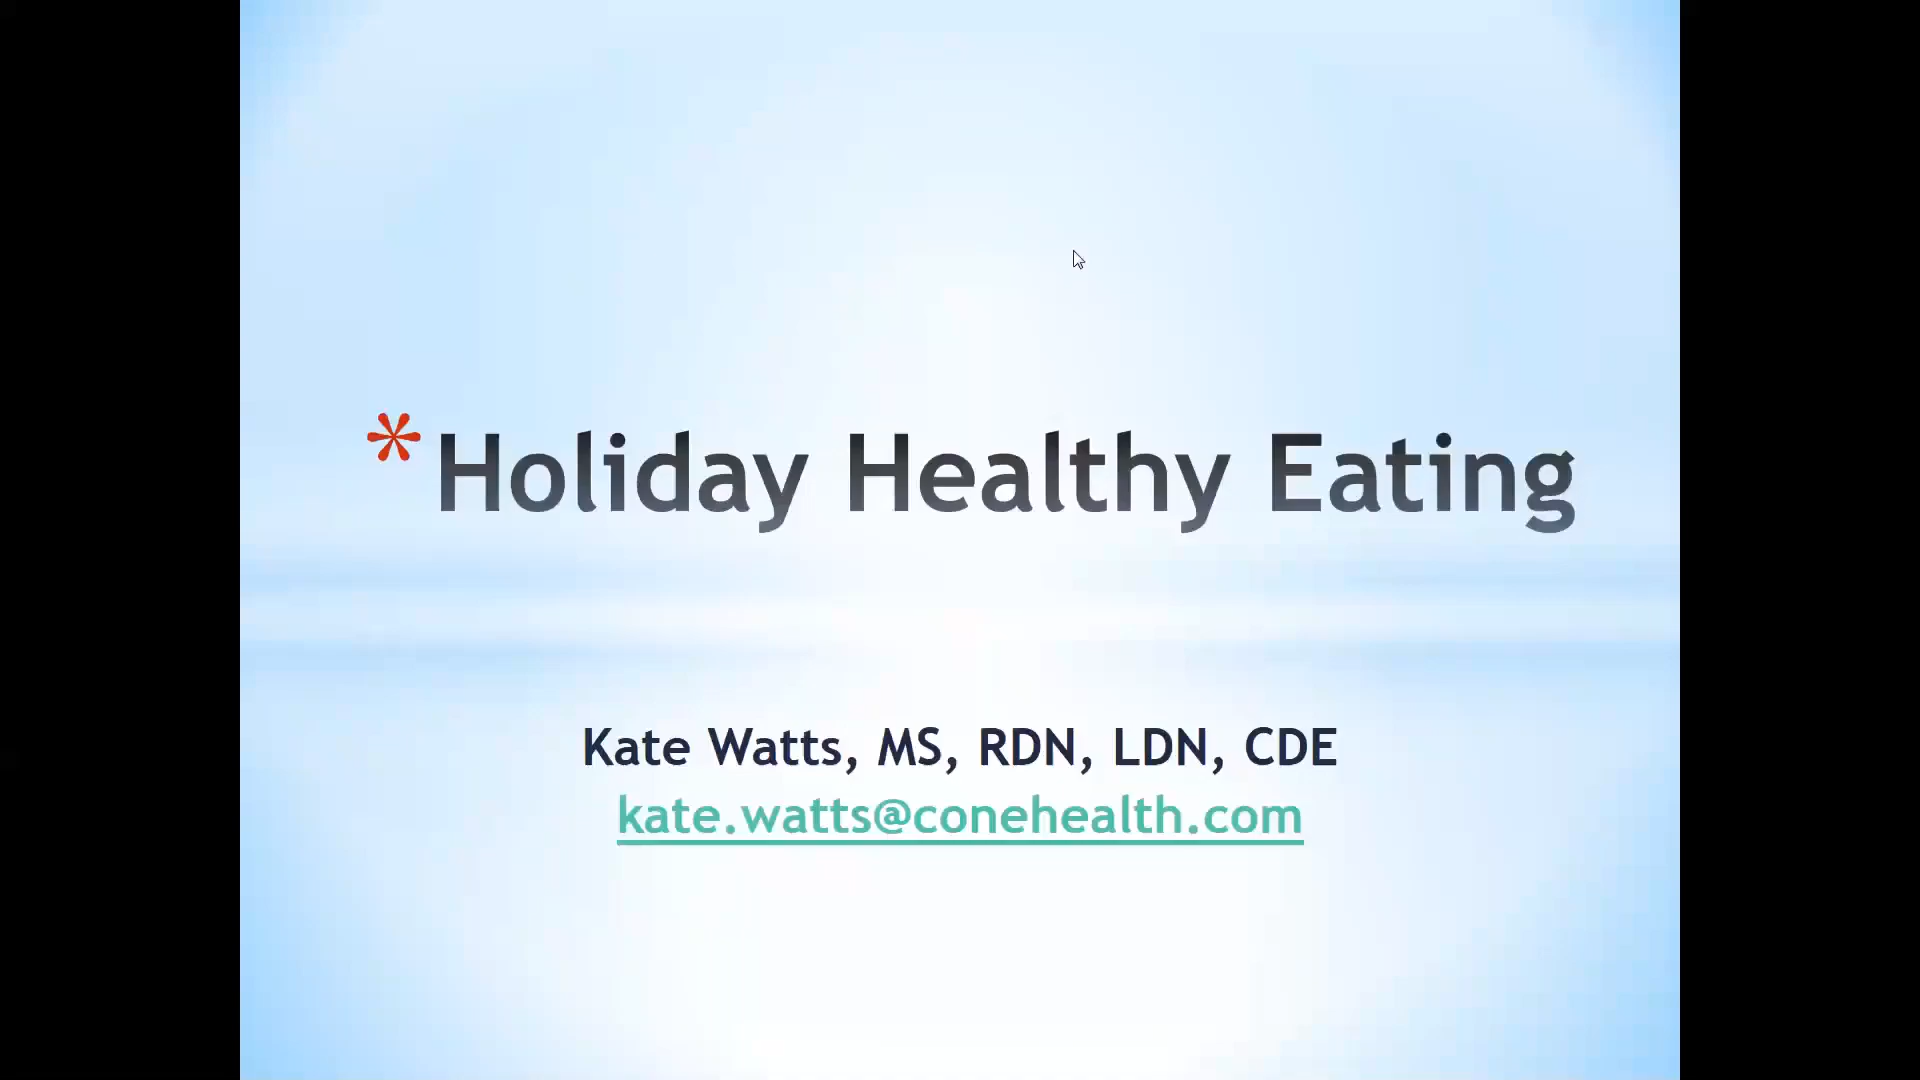 * Holiday Healthy Eating
Kate Watts, MS, RDN, LDN, CDE
kate.watts@conehealth.com